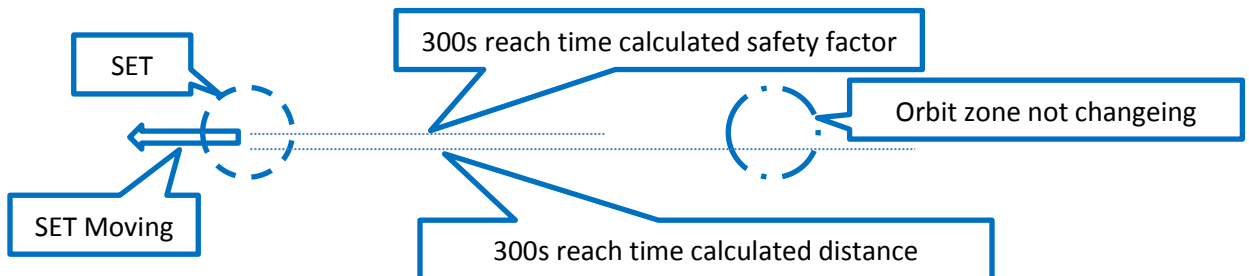 300s reach time calculated safety factor
SET
Orbit zone not changeing
SET Moving
300s reach time calculated distance